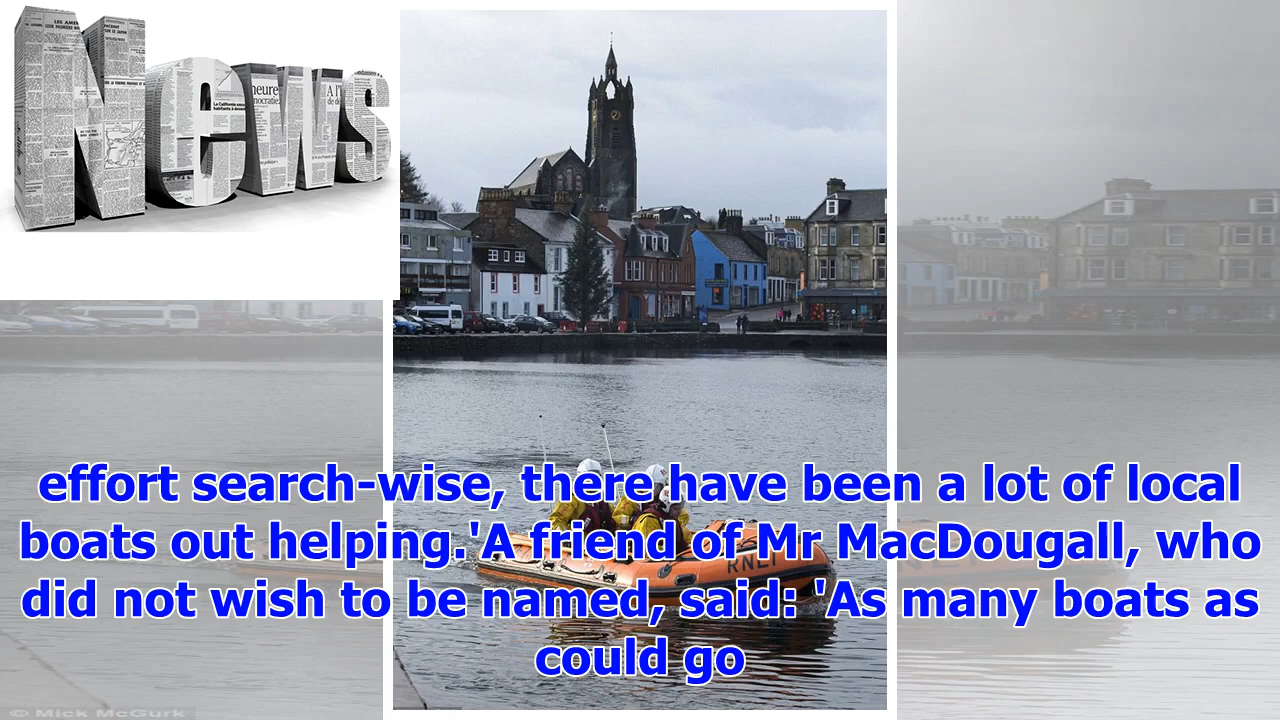 News
effort search-wise, there have been a lot of local
boats out helping.'A friend of Mr MacDougall, who
did not wish to be named, said: 'As many boats as
could go
RNLI
© Mick McGurk